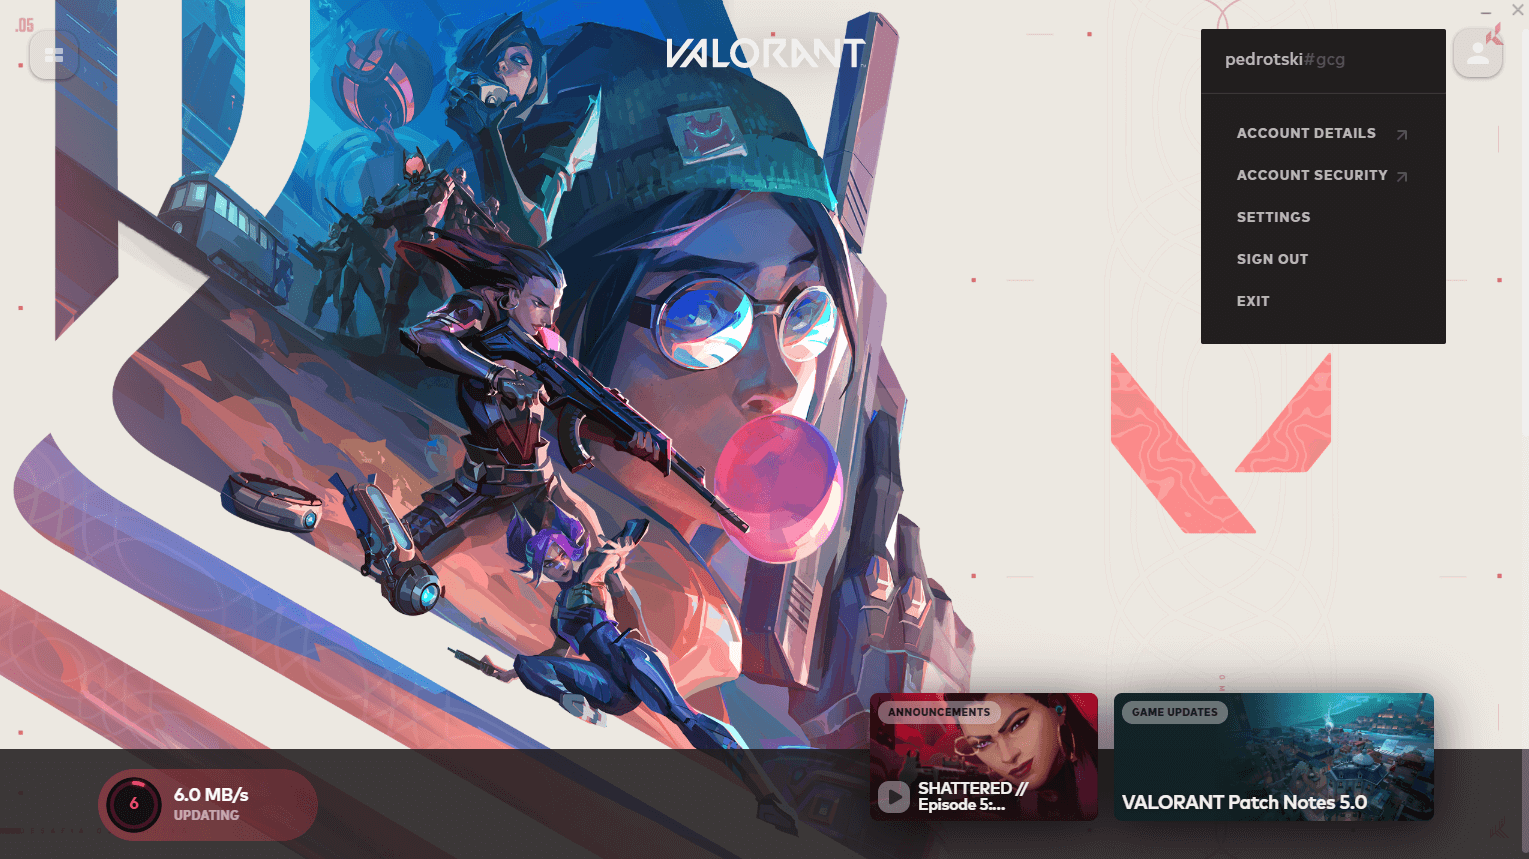 .05
VALORANT
pedrotski#gcg
ACCOUNT DETAILS
ACCOUNT SECURITY
SETTINGS
SIGN OUT
EXIT
ANNOUNCEMENTS
SHATTERED //
Episode 5:...
GAME UPDATES
VALORANT Patch Notes 5.0
6
6.0 MB/s
UPDATING